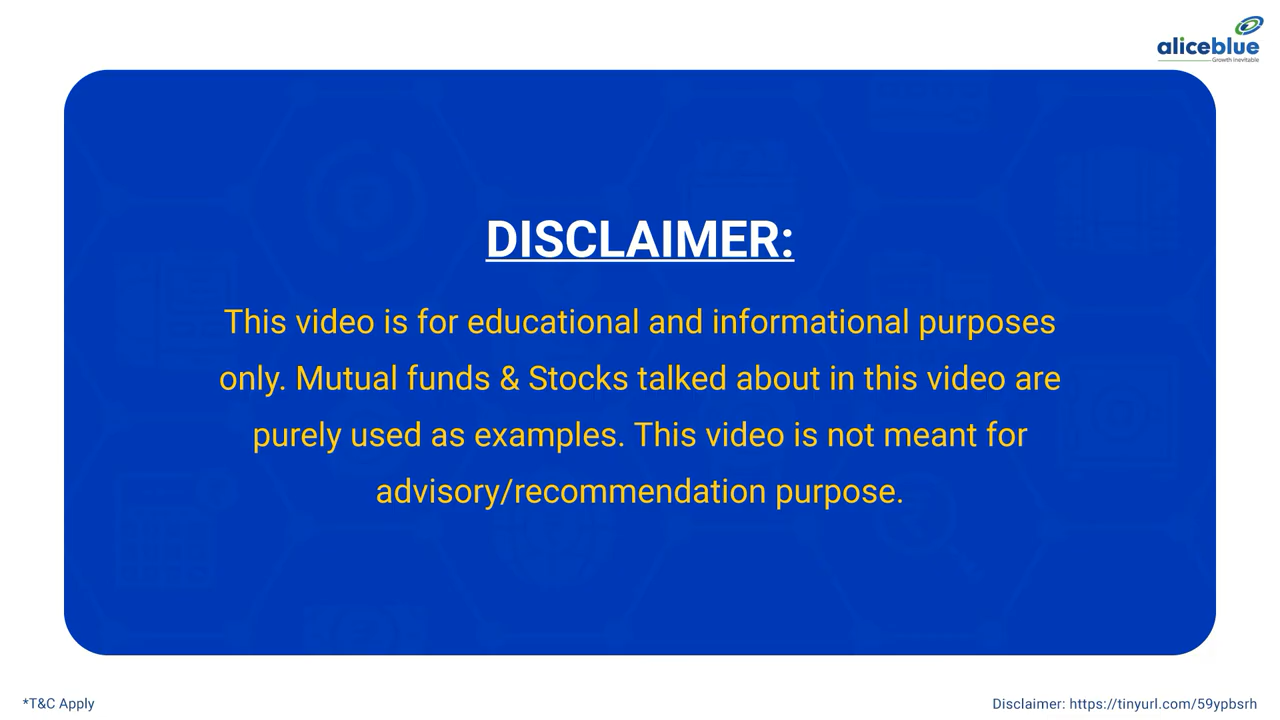 aliceblue
Growth inevitable
DISCLAIMER:
This video is for educational and informational purposes
only. Mutual funds & Stocks talked about in this video are
purely used as examples. This video is not meant for
advisory/recommendation purpose.
*T&C Apply
Disclaimer: https://tinyurl.com/59ypbsrh